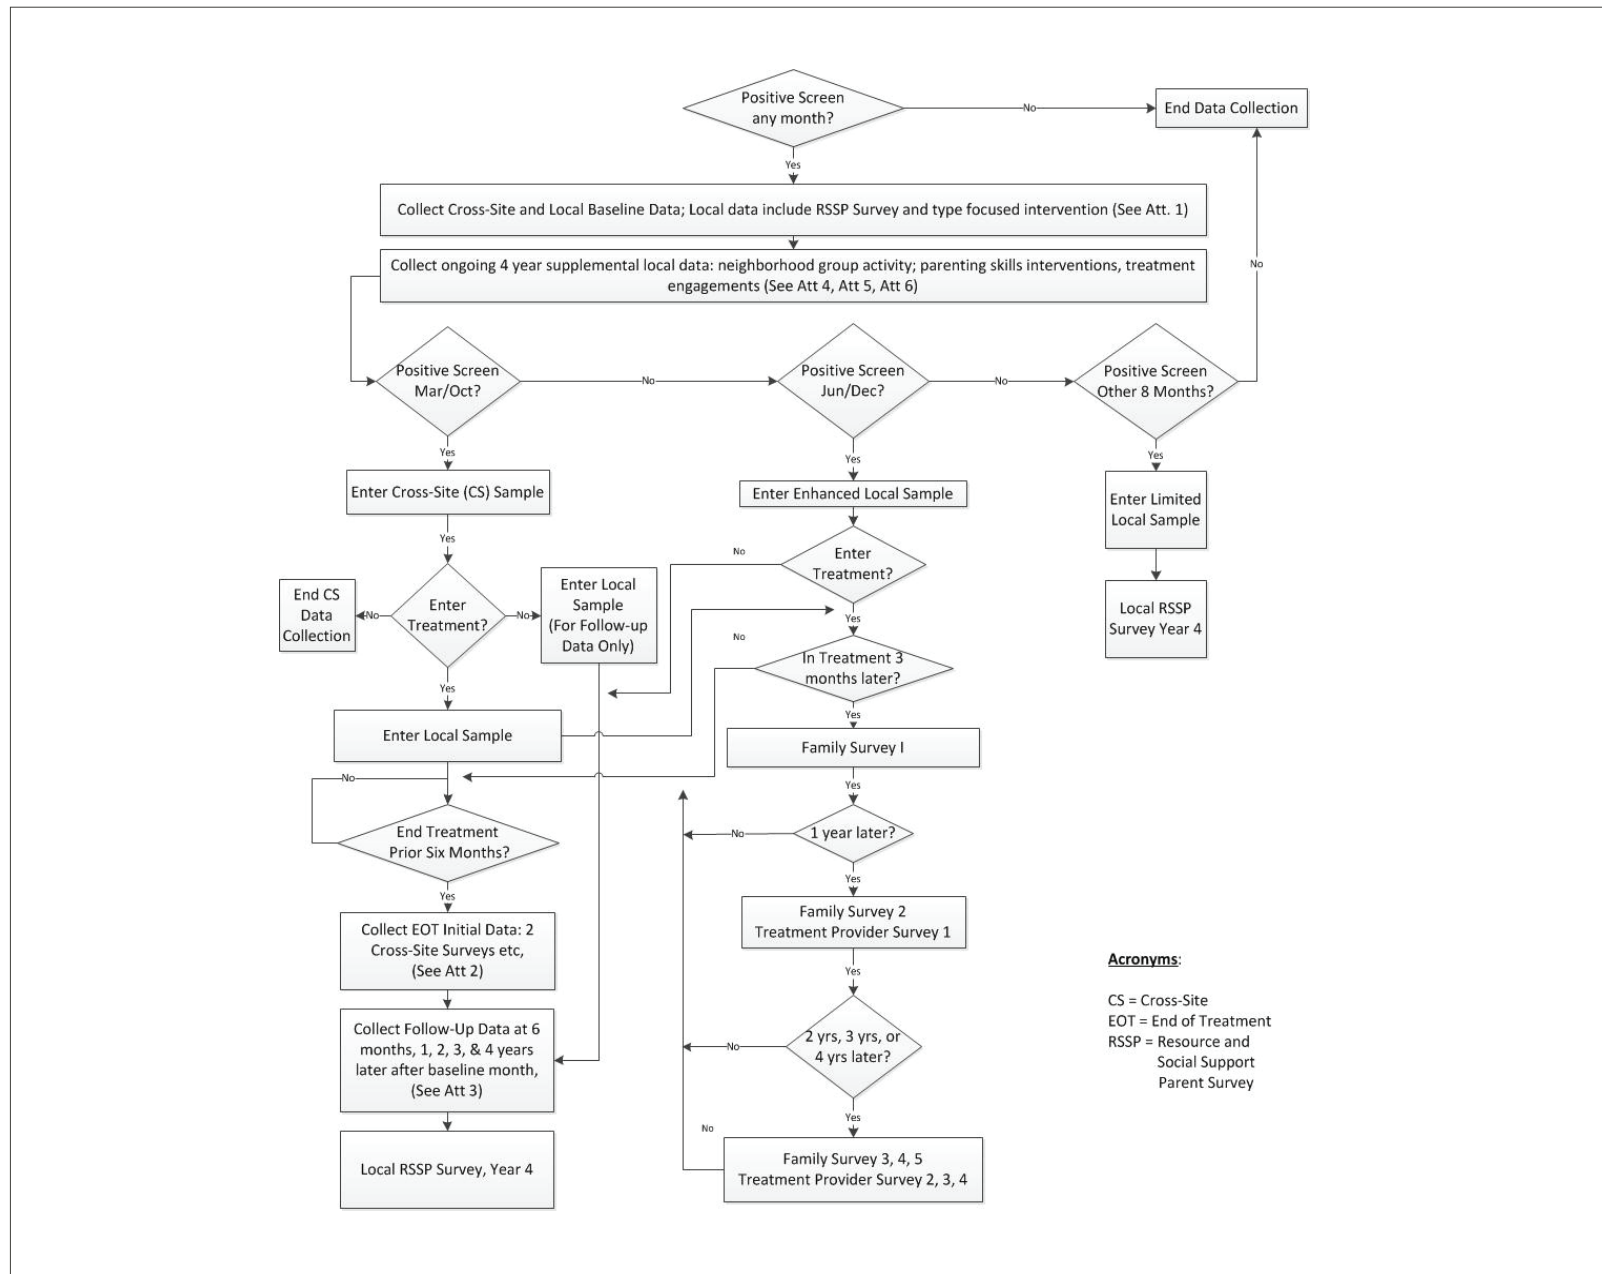 Positive Screen
any month?
No
End Data Collection
Yes
Collect Cross-Site and Local Baseline Data; Local data include RSSP Survey and type focused intervention (See Att. 1)
Collect ongoing 4 year supplemental local data: neighborhood group activity; parenting skills interventions, treatment
engagements (See Att 4, Att 5, Att 6)
No
Positive Screen
Mar/Oct?
No
Positive Screen
Jun/Dec?
No
Positive Screen
Other 8 Months?
Yes
Yes
Yes
Enter Cross-Site (CS) Sample
Enter Enhanced Local Sample
Enter Limited
Local Sample
Yes
No
Enter
Treatment?
End CS
Data
Collection
No
Enter
Treatment?
No
Enter Local
Sample
(For Follow-up
Data Only)
Local RSSP
Survey Year 4
Yes
No
In Treatment 3
months later?
Yes
Enter Local Sample
Yes
Family Survey I
No
Yes
End Treatment
Prior Six Months?
No
1 year later?
Yes
Yes
Collect EOT Initial Data: 2
Cross-Site Surveys etc,
(See Att 2)
Family Survey 2
Treatment Provider Survey 1
Yes
Collect Follow-Up Data at 6
months, 1, 2, 3, & 4 years
later after baseline month,
(See Att 3)
No
2 yrs, 3 yrs, or
4 yrs later?
Yes
No
Local RSSP Survey, Year 4
Family Survey 3, 4, 5
Treatment Provider Survey 2, 3, 4
Acronyms:
CS = Cross-Site
EOT = End of Treatment
RSSP = Resource and
Social Support
Parent Survey